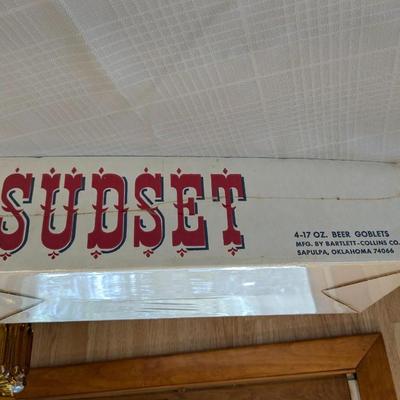 SUDSET
4-17 OZ. BEER GOBLETS
MFG. BY BARTLETT-COLLINS CO.
SAPULPA, OKLAHOMA 74066